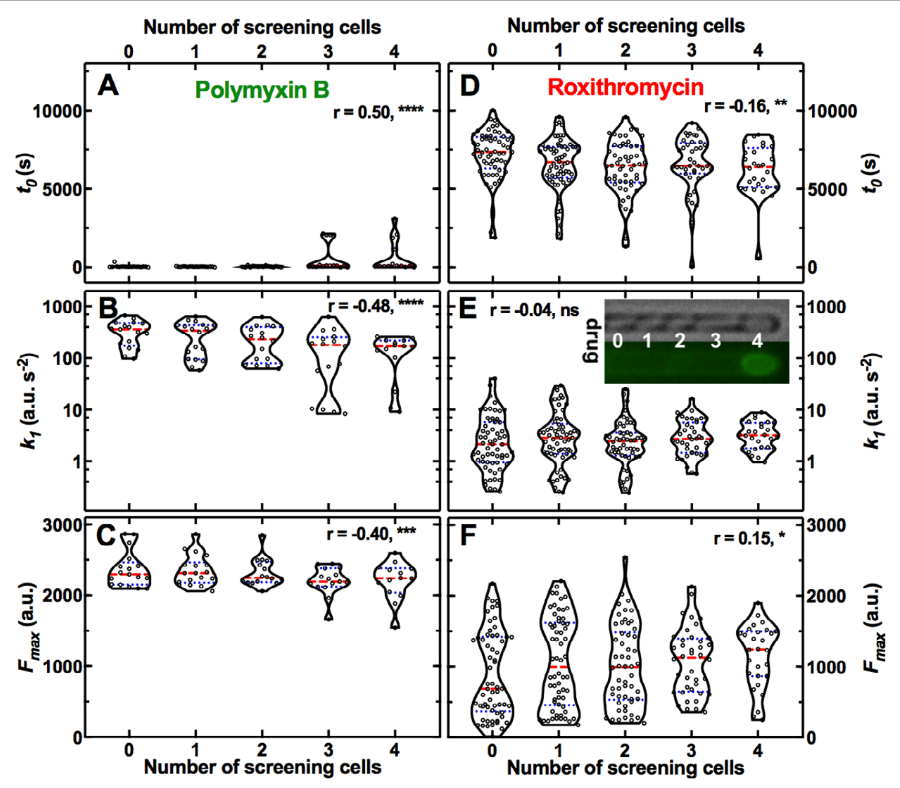 Number of screening cells
Number of screening cells
0 1 2 3 4
0 1 2 3 4
A
Polymyxin B
r = 0.50, ****
10000
5000
0
t0 (s)
D
Roxithromycin
r = -0.16, **
10000
5000
0
t0 (s)
B
r = -0.48, ****
1000
100
10
1
k1 (a.u. s-2)
E
r = -0.04, ns
drug
0 1 2 3 4
1000
100
10
1
k1 (a.u. s-2)
C
r = -0.40, ***
3000
2000
1000
0
Fmax (a.u.)
F
r = 0.15, *
3000
2000
1000
0
Fmax (a.u.)
0 1 2 3 4
0 1 2 3 4
Number of screening cells
Number of screening cells